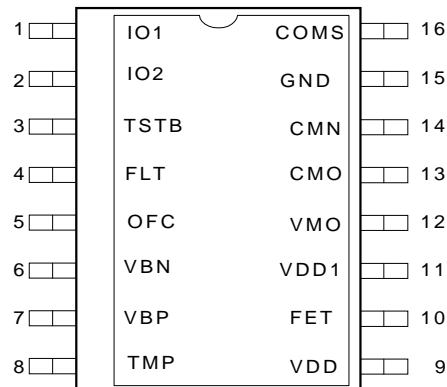 1 IO1 COMS 16
2 IO2 GND 15
3 TSTB CMN 14
4 FLT CMO 13
5 OFC VMO 12
6 VBN VDD1 11
7 VBP FET 10
8 TMP VDD 9